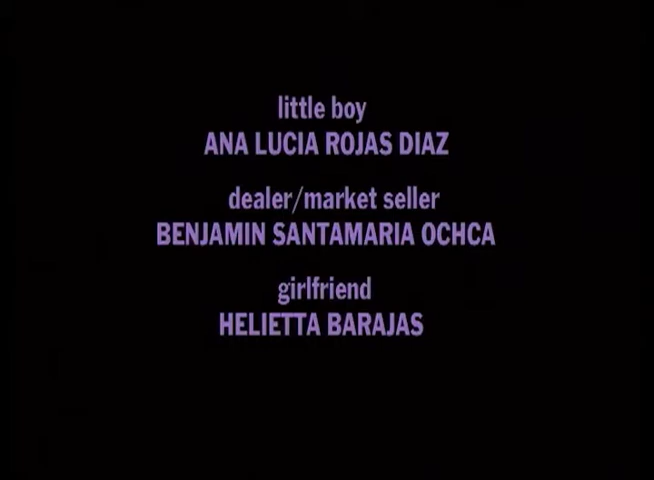 little boy
ANA LUCIA ROJAS DIAZ
dealer/market seller
BENJAMIN SANTAMARIA OCHCA
girlfriend
HELIETTA BARAJAS